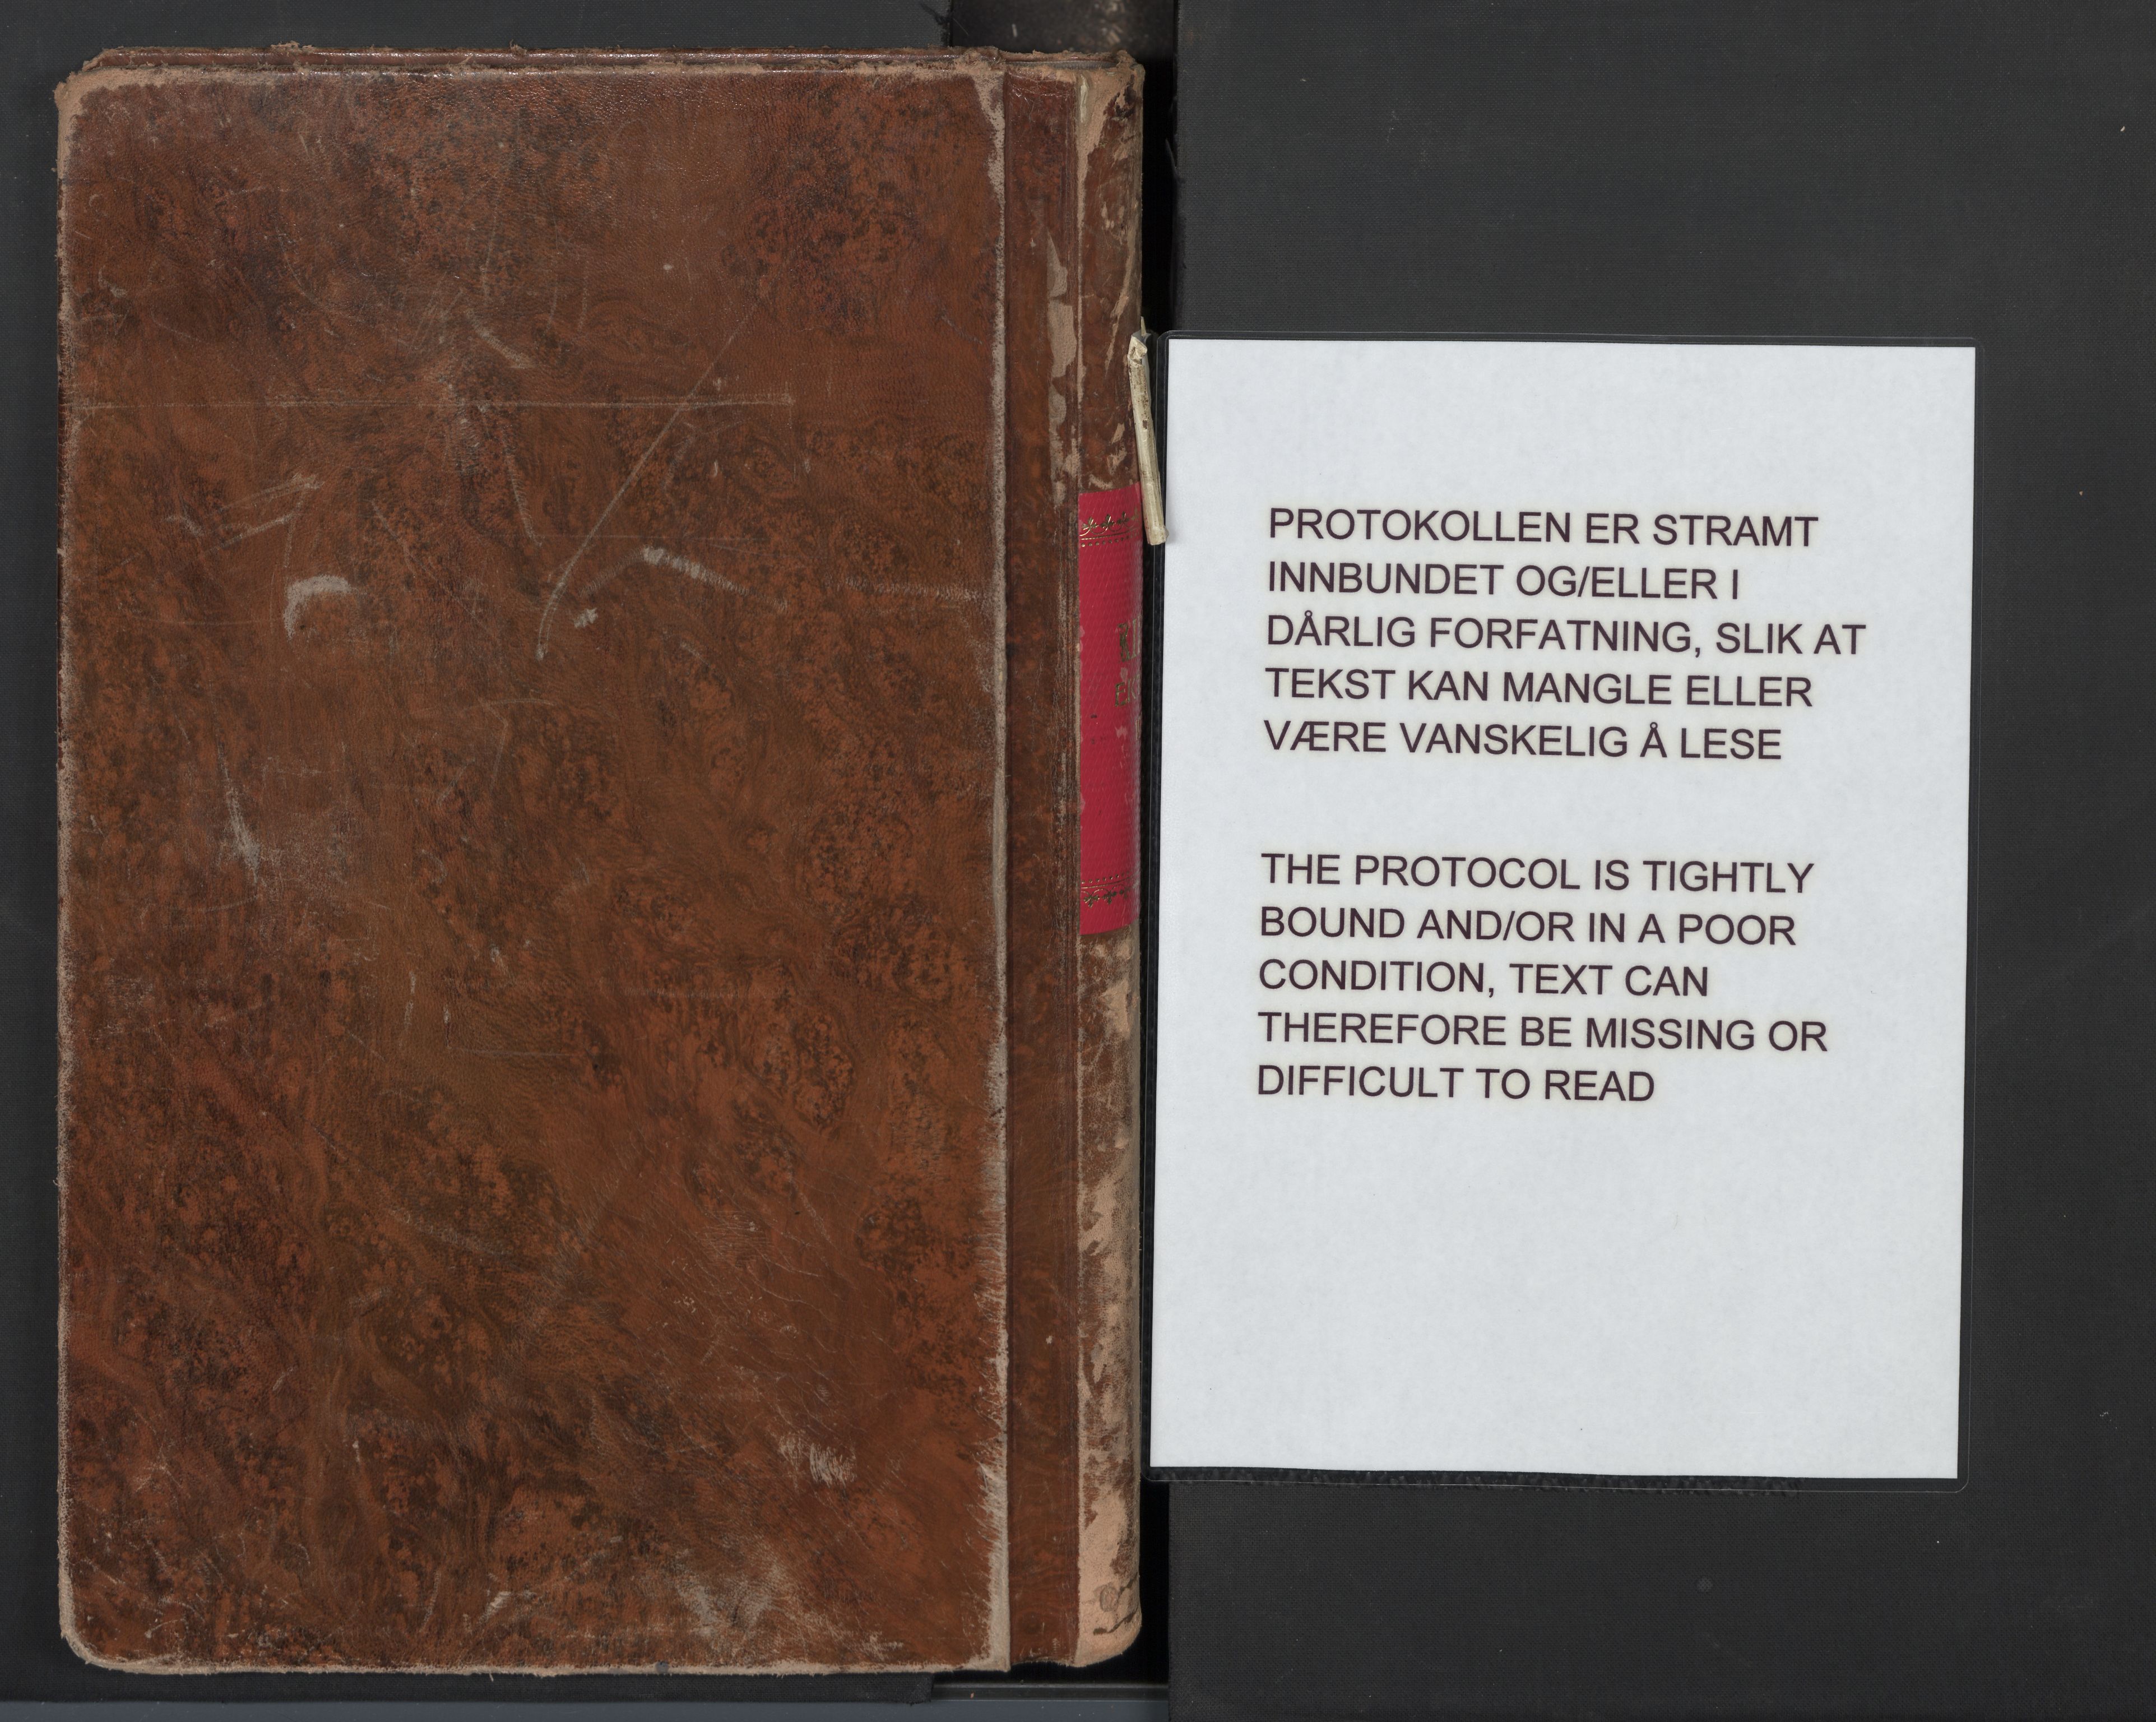 PROTOKOLLEN ER STRAMT
INNBUNDET OG/ELLER I
DÅRLIG FORFATNING, SLIK AT
TEKST KAN MANGLE ELLER
VÆRE VANSKELIG Å LESE
THE PROTOCOL IS TIGHTLY
BOUND AND/OR IN A POOR
CONDITION, TEXT CAN
THEREFORE BE MISSING OR
DIFFICULT TO READ